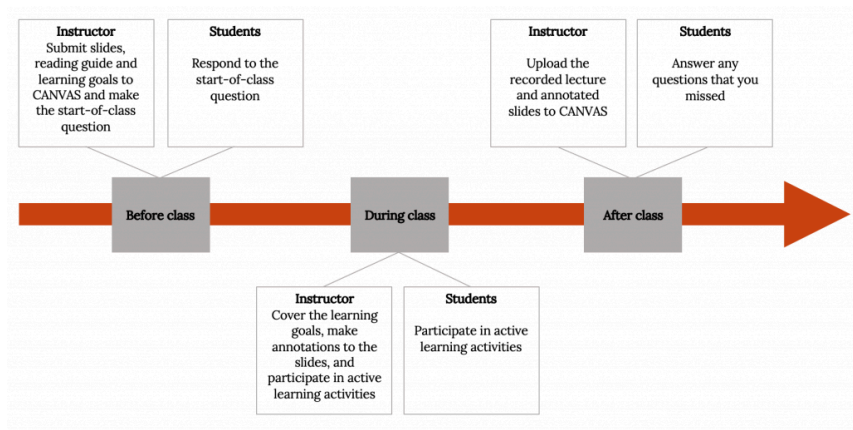 Instructor
Submit slides,
reading guide and
learning goals to
CANVAS and make
the start-of-class
question
Students
Respond to the
start-of-class
question
Instructor
Upload the
recorded lecture
and annotated
slides to CANVAS
Students
Answer any
questions that you
missed
Before class
During class
After class
Instructor
Cover the learning
goals, make
annotations to the
slides, and
participate in active
learning activities
Students
Participate in active
learning activities